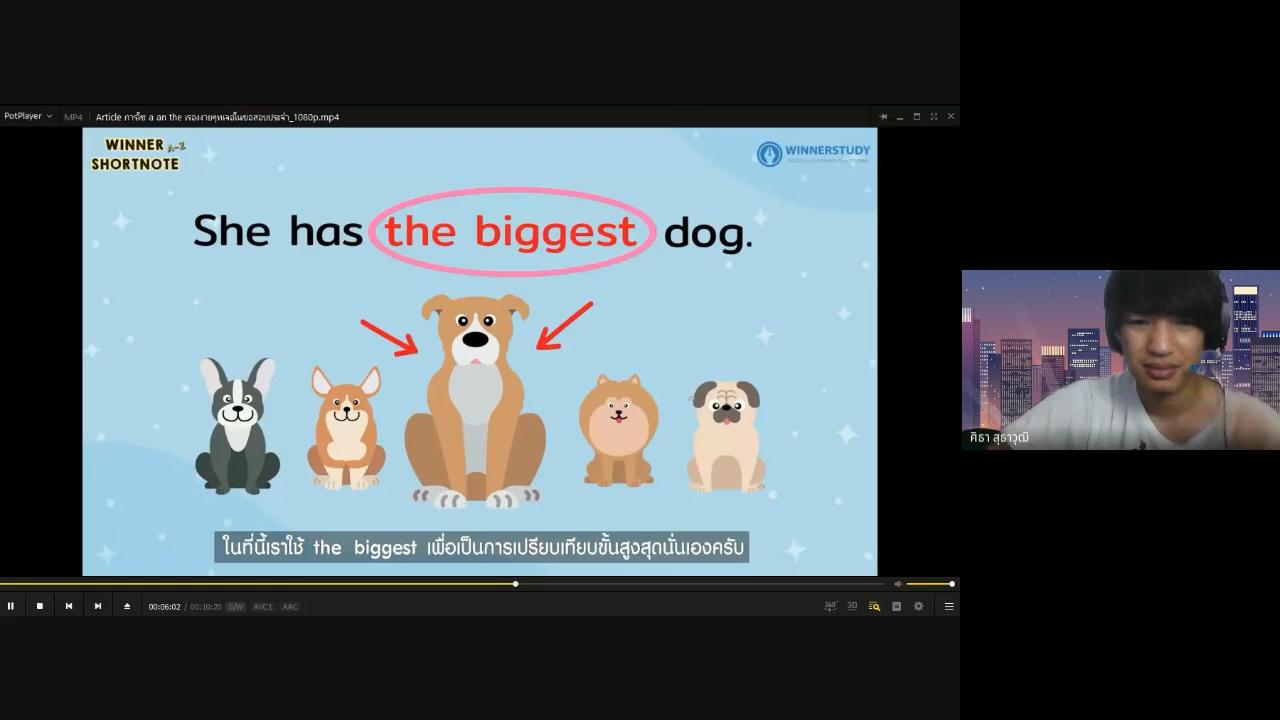 PotPlayer
MP4
Article การใช้ a an the เรื่องง่ายๆที่เจอในข้อสอบประจำ_1080p.mp4
WINNER A-Z
SHORTNOTE
WINNERSTUDY
She has the biggest dog.
ในที่นี้เราใช้ the biggest เพื่อเป็นการเปรียบเทียบขั้นสูงสุดนั่นเองครับ
00:06:02 / 00:10:20 S/W AVC1 AAC
360° 3D
ศิธา สุธาวุฒิ